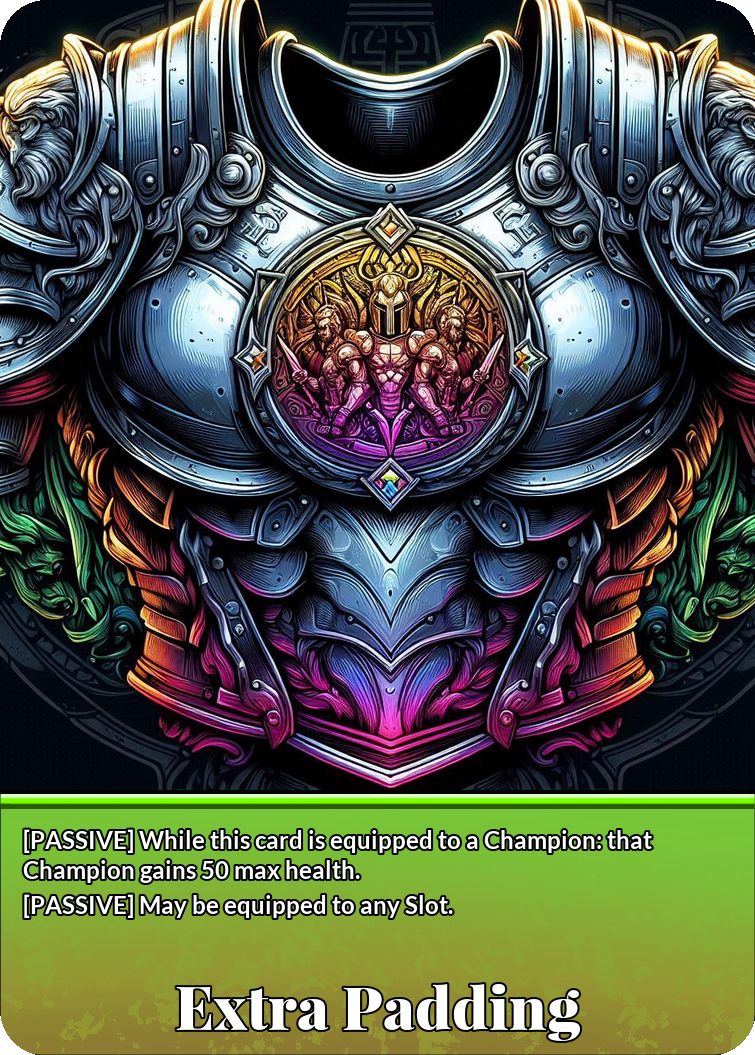 [PASSIVE] While this card is equipped to a Champion: that
Champion gains 50 max health.
[PASSIVE] May be equipped to any Slot.
Extra Padding